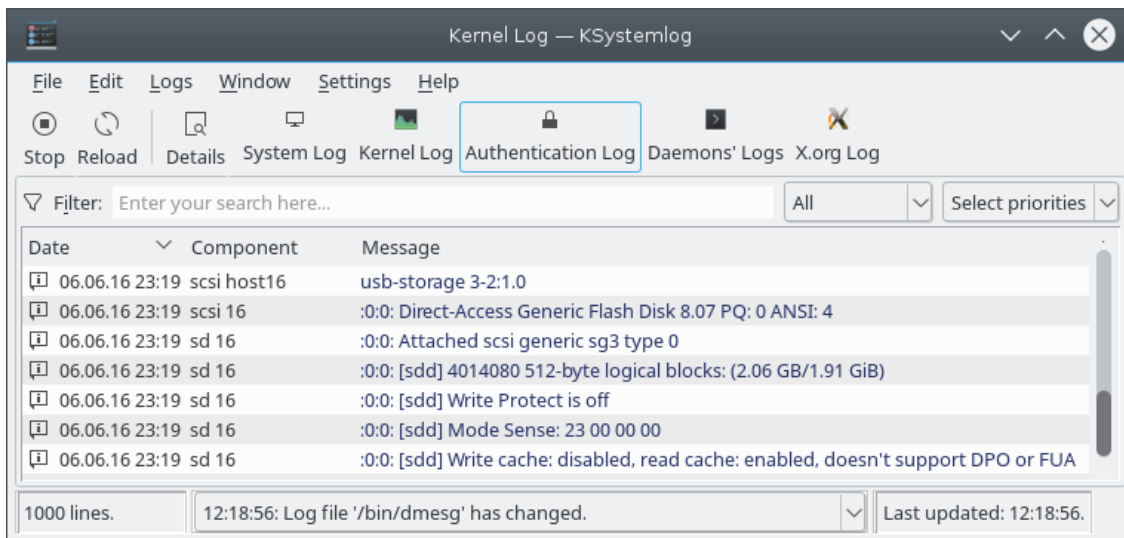 Kernel Log — KSystemlog
File Edit Logs Window Settings Help
Stop Reload Details System Log Kernel Log Authentication Log Daemons' Logs X.org Log
Filter: Enter your search here... All Select priorities
Date Component Message
06.06.16 23:19 scsi host16 usb-storage 3-2:1.0
06.06.16 23:19 scsi 16 :0:0: Direct-Access Generic Flash Disk 8.07 PQ: 0 ANSI: 4
06.06.16 23:19 sd 16 :0:0: Attached scsi generic sg3 type 0
06.06.16 23:19 sd 16 :0:0: [sdd] 4014080 512-byte logical blocks: (2.06 GB/1.91 GiB)
06.06.16 23:19 sd 16 :0:0: [sdd] Write Protect is off
06.06.16 23:19 sd 16 :0:0: [sdd] Mode Sense: 23 00 00 00
06.06.16 23:19 sd 16 :0:0: [sdd] Write cache: disabled, read cache: enabled, doesn't support DPO or FUA
1000 lines. 12:18:56: Log file '/bin/dmesg' has changed. Last updated: 12:18:56.